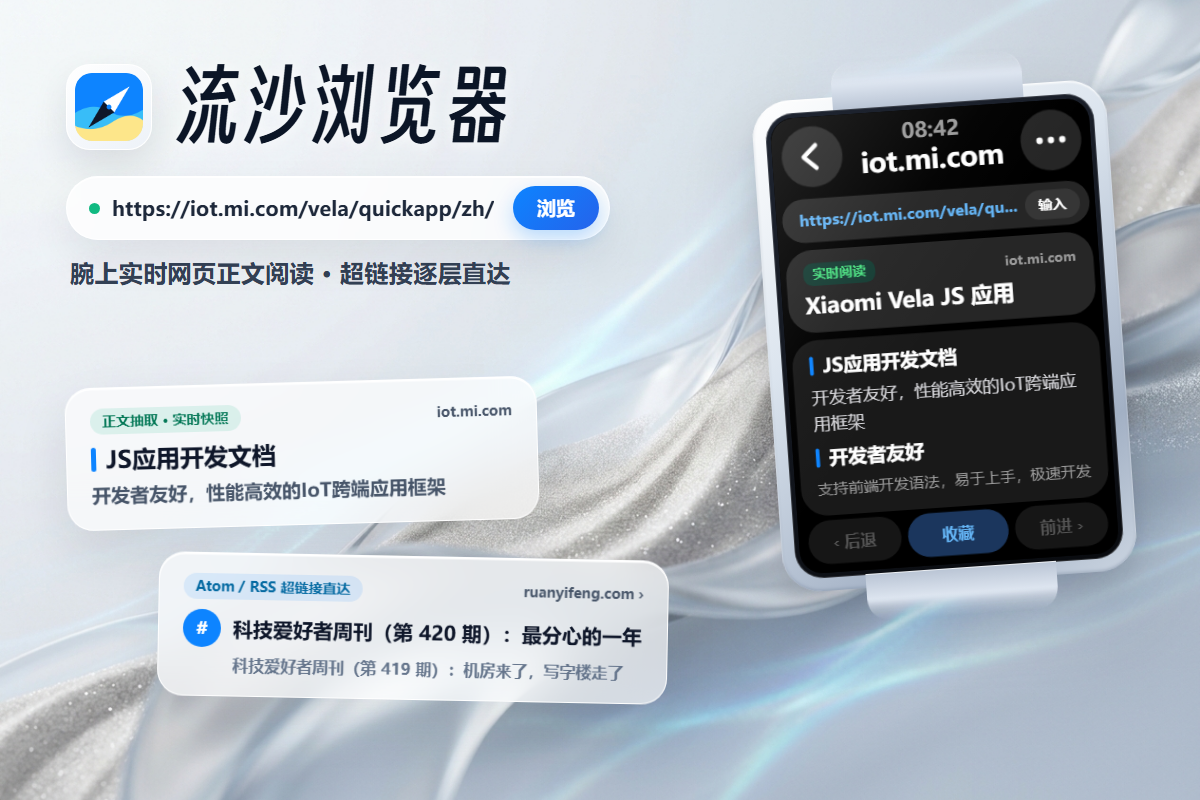 流沙浏览器
https://iot.mi.com/vela/quickapp/zh/ 浏览
腕上实时网页正文阅读 · 超链接逐层直达
正文抽取 · 实时快照 iot.mi.com
JS应用开发文档
开发者友好，性能高效的IoT跨端应用框架
Atom / RSS 超链接直达 ruanyifeng.com ›
# 科技爱好者周刊（第 420 期）：最分心的一年
科技爱好者周刊（第 419 期）：机房来了，写字楼走了
08:42
iot.mi.com
https://iot.mi.com/vela/qu... 输入
实时阅读 iot.mi.com
Xiaomi Vela JS 应用
JS应用开发文档
开发者友好，性能高效的IoT跨端应
用框架
开发者友好
支持前端开发语法，易于上手，极速开发
‹ 后退 收藏 前进 ›